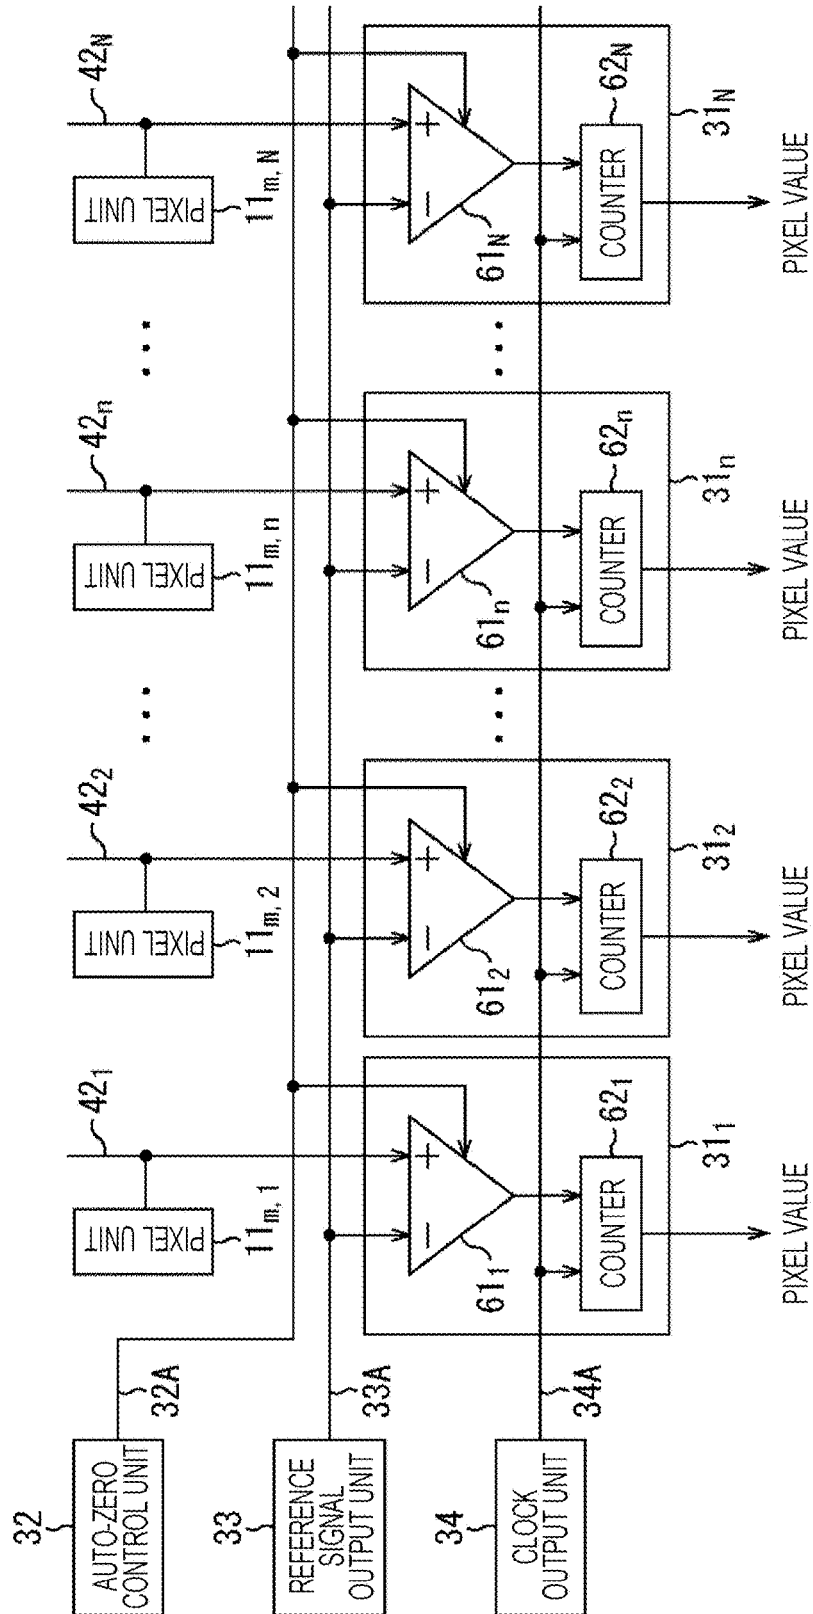 42N
PIXEL UNIT
11m, N
61N
COUNTER
62N
31N
PIXEL VALUE
42n
PIXEL UNIT
11m, n
61n
COUNTER
62n
31n
PIXEL VALUE
422
PIXEL UNIT
11m, 2
612
COUNTER
622
312
PIXEL VALUE
421
PIXEL UNIT
11m, 1
611
COUNTER
621
311
PIXEL VALUE
32
AUTO-ZERO
CONTROL UNIT
32A
33
REFERENCE
SIGNAL
OUTPUT UNIT
33A
34
CLOCK
OUTPUT UNIT
34A